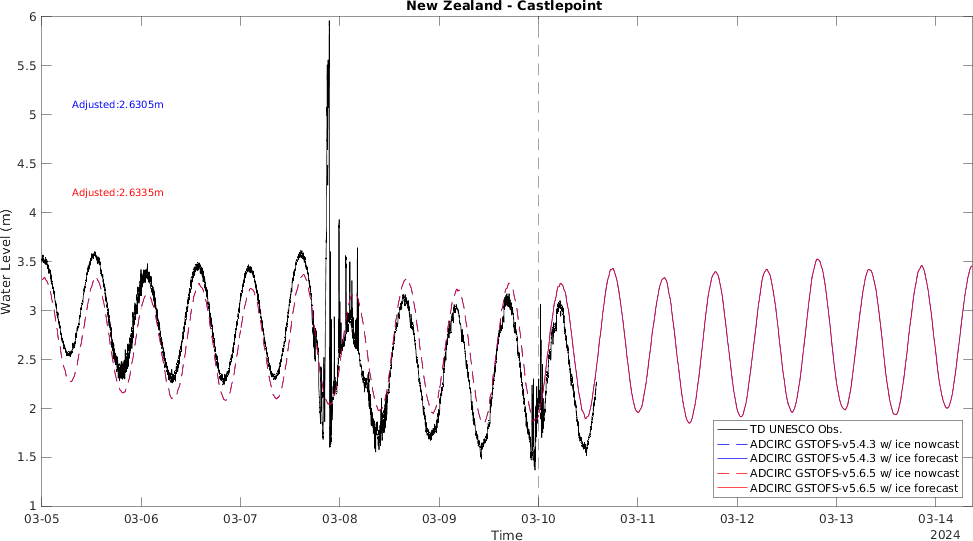 New Zealand - Castlepoint
6
5.5
5
4.5
4
3.5
3
2.5
2
1.5
1
Water Level (m)
Adjusted:2.6305m
Adjusted:2.6335m
TD UNESCO Obs.
ADCIRC GSTOFS-v5.4.3 w/ ice nowcast
ADCIRC GSTOFS-v5.4.3 w/ ice forecast
ADCIRC GSTOFS-v5.6.5 w/ ice nowcast
ADCIRC GSTOFS-v5.6.5 w/ ice forecast
03-05 03-06 03-07 03-08 03-09 03-10 03-11 03-12 03-13 03-14
2024
Time